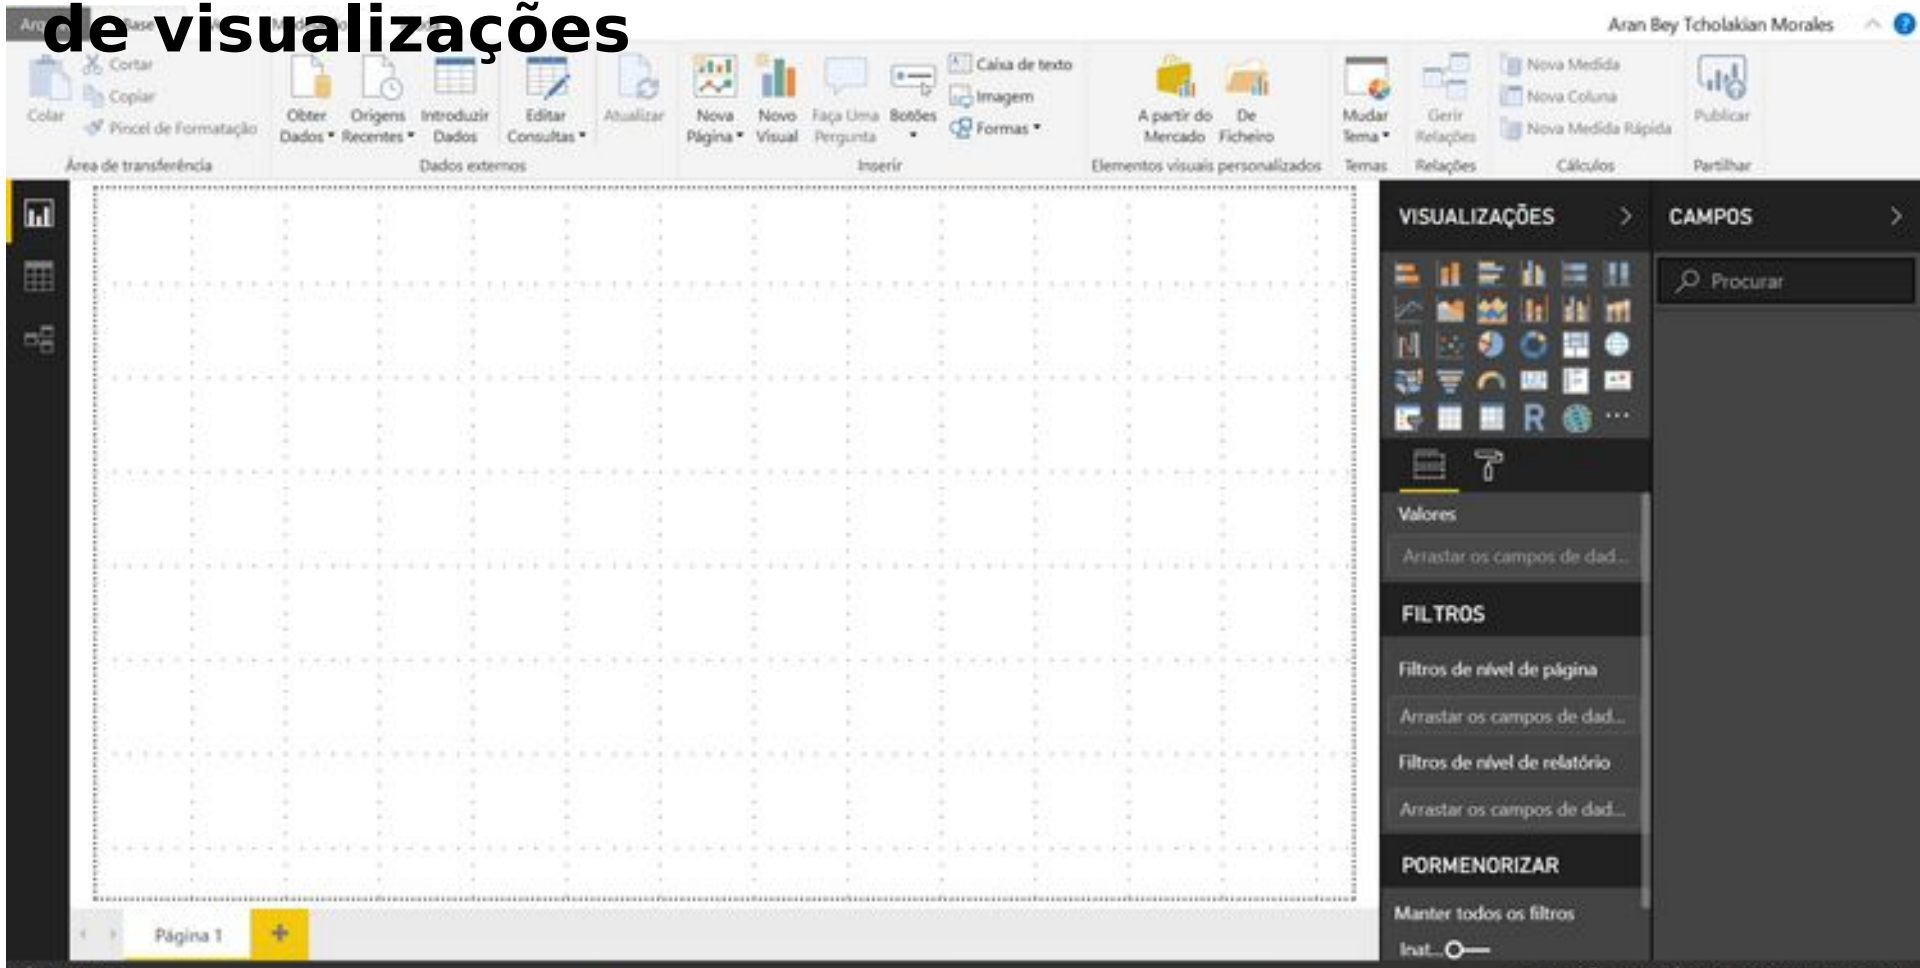 de visualizações
Base
Aran Bey Tcholakian Morales
Colar
Cortar
Copiar
Pincel de Formatação
Área de transferência
Obter Dados
Origens Recentes
Introduzir Dados
Editar Consultas
Dados externos
Atualizar
Nova Página
Novo Visual
Faça Uma Pergunta
Botões
Caixa de texto
Imagem
Formas
Inserir
A partir do Mercado
De Ficheiro
Elementos visuais personalizados
Mudar Tema
Temas
Gerir Relações
Relações
Nova Medida
Nova Coluna
Nova Medida Rápida
Cálculos
Publicar
Partilhar
VISUALIZAÇÕES
R
Valores
Arrastar os campos de dad...
FILTROS
Filtros de nível de página
Arrastar os campos de dad...
Filtros de nível de relatório
Arrastar os campos de dad...
PORMENORIZAR
Manter todos os filtros
Inat...
CAMPOS
Procurar
Página 1